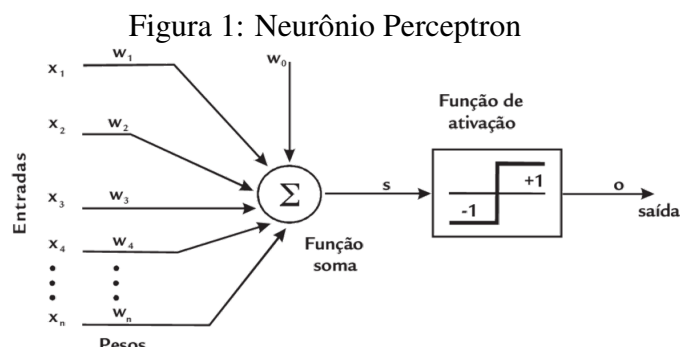 Figura 1: Neurônio Perceptron
w₀
x₁ w₁
x₂ w₂
x₃ w₃
x₄ w₄
xₙ wₙ
Entradas
Pesos
Σ
Função
soma
s
Função de
ativação
+1
-1
o
saída